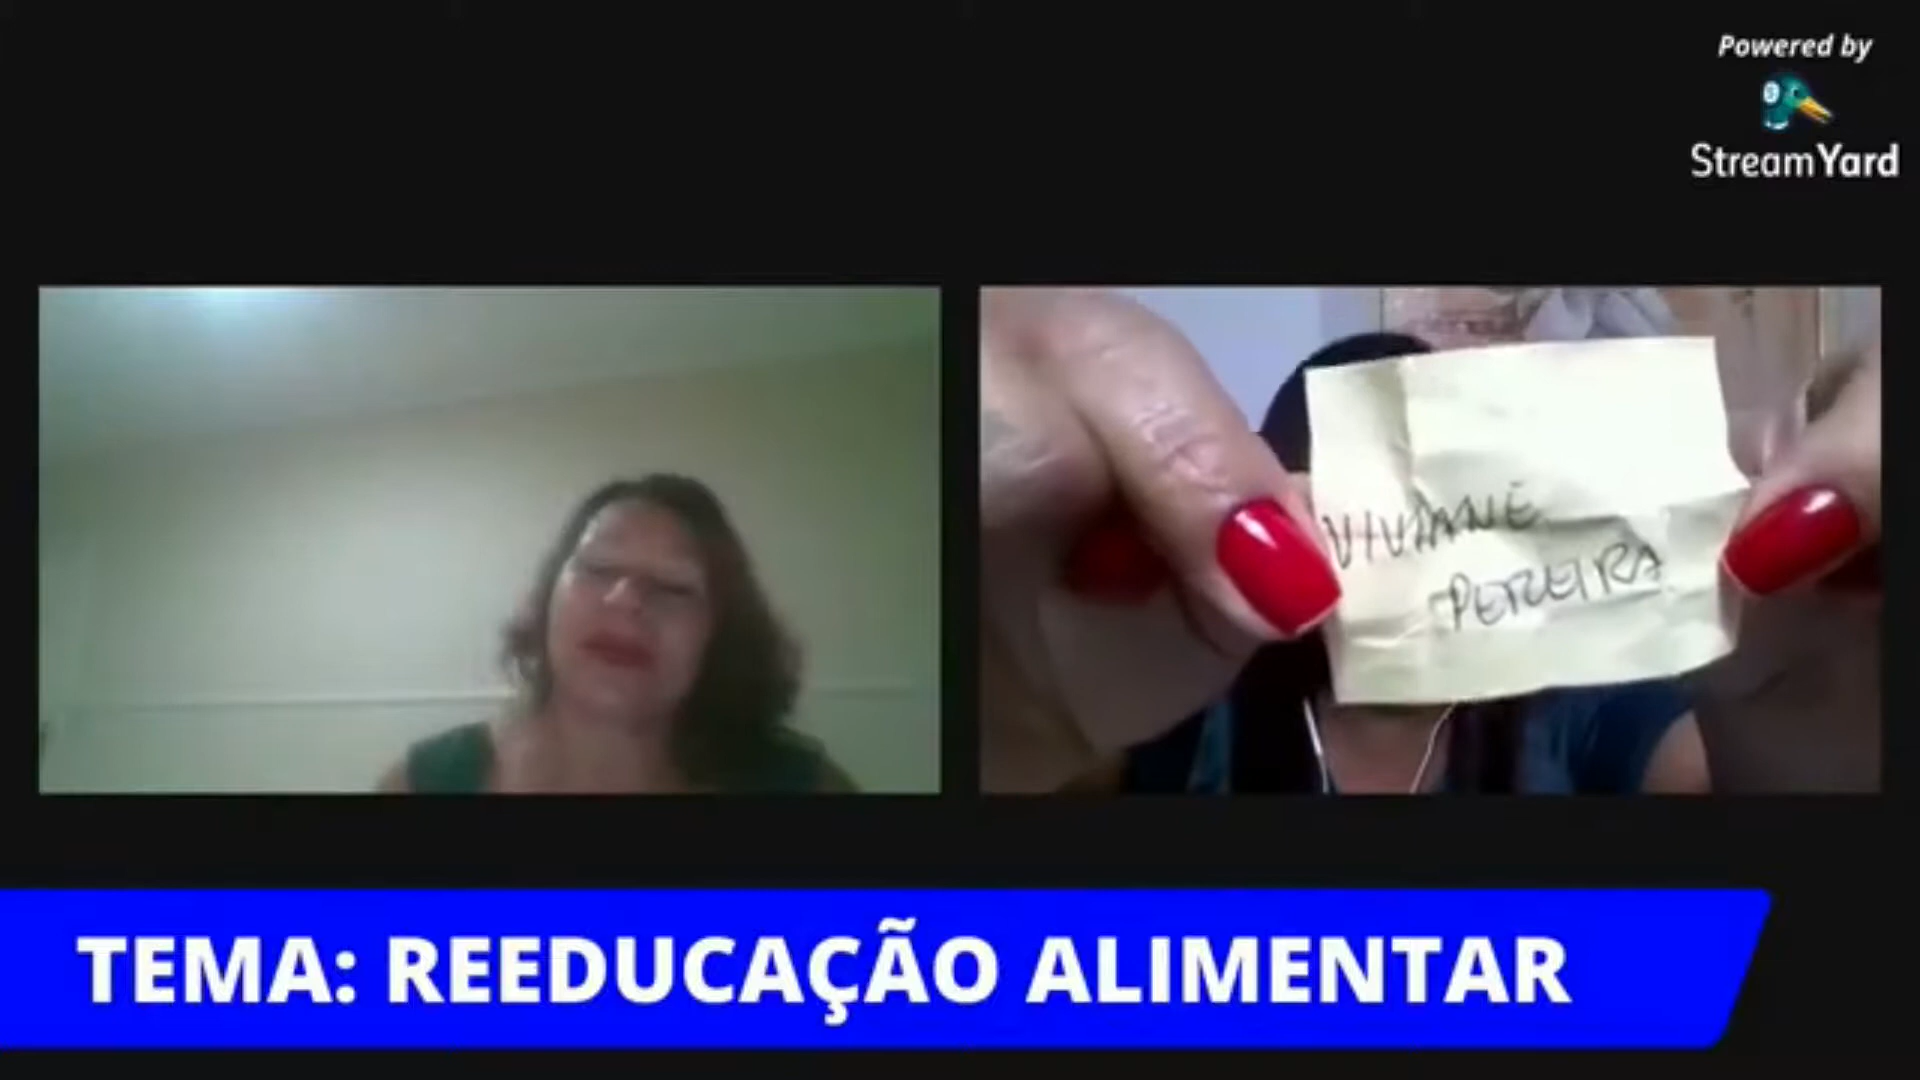 Powered by
StreamYard
VIVIANE
PEREIRA
TEMA: REEDUCAÇÃO ALIMENTAR